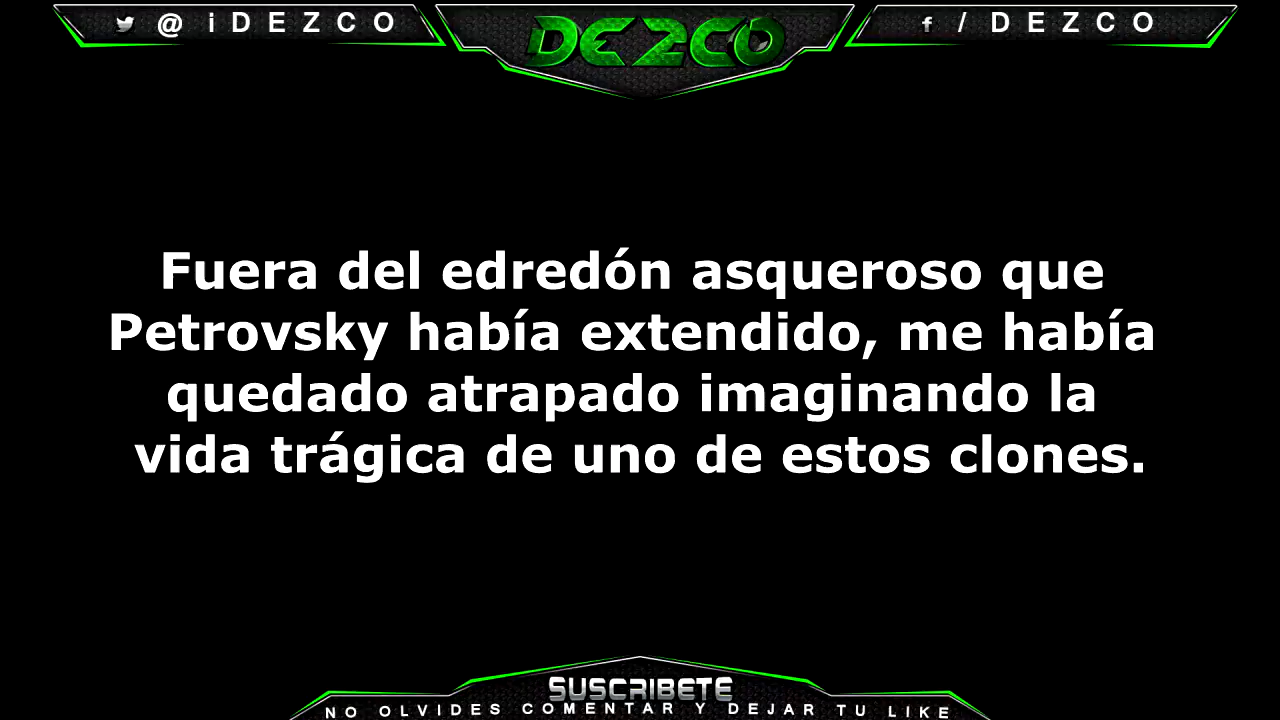 @iDEZCO
DEZCO
/DEZCO
Fuera del edredón asqueroso que
Petrovsky había extendido, me había
quedado atrapado imaginando la
vida trágica de uno de estos clones.
SUSCRIBETE
NO OLVIDES COMENTAR Y DEJAR TU LIKE